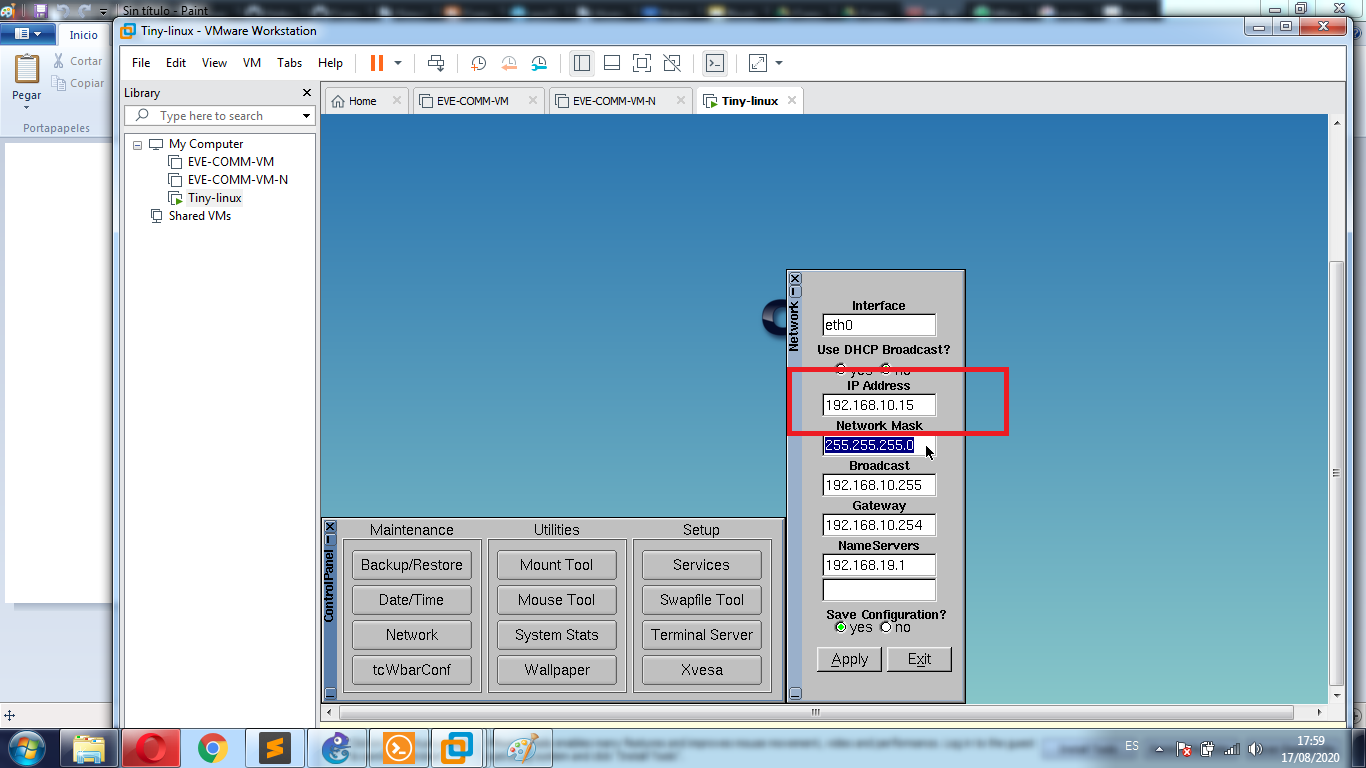 Sin título - Paint
Inicio
Cortar
Copiar
Pegar
Portapapeles
Tiny-linux - VMware Workstation
File Edit View VM Tabs Help
Library
Type here to search
My Computer
EVE-COMM-VM
EVE-COMM-VM-N
Tiny-linux
Shared VMs
Home EVE-COMM-VM EVE-COMM-VM-N Tiny-linux
Network
Interface
eth0
Use DHCP Broadcast?
yes no
IP Address
192.168.10.15
Network Mask
255.255.255.0
Broadcast
192.168.10.255
Gateway
192.168.10.254
NameServers
192.168.19.1
Save Configuration?
yes no
Apply Exit
ControlPanel
Maintenance Utilities Setup
Backup/Restore Mount Tool Services
Date/Time Mouse Tool Swapfile Tool
Network System Stats Terminal Server
tcWbarConf Wallpaper Xvesa
ES
17:59
17/08/2020